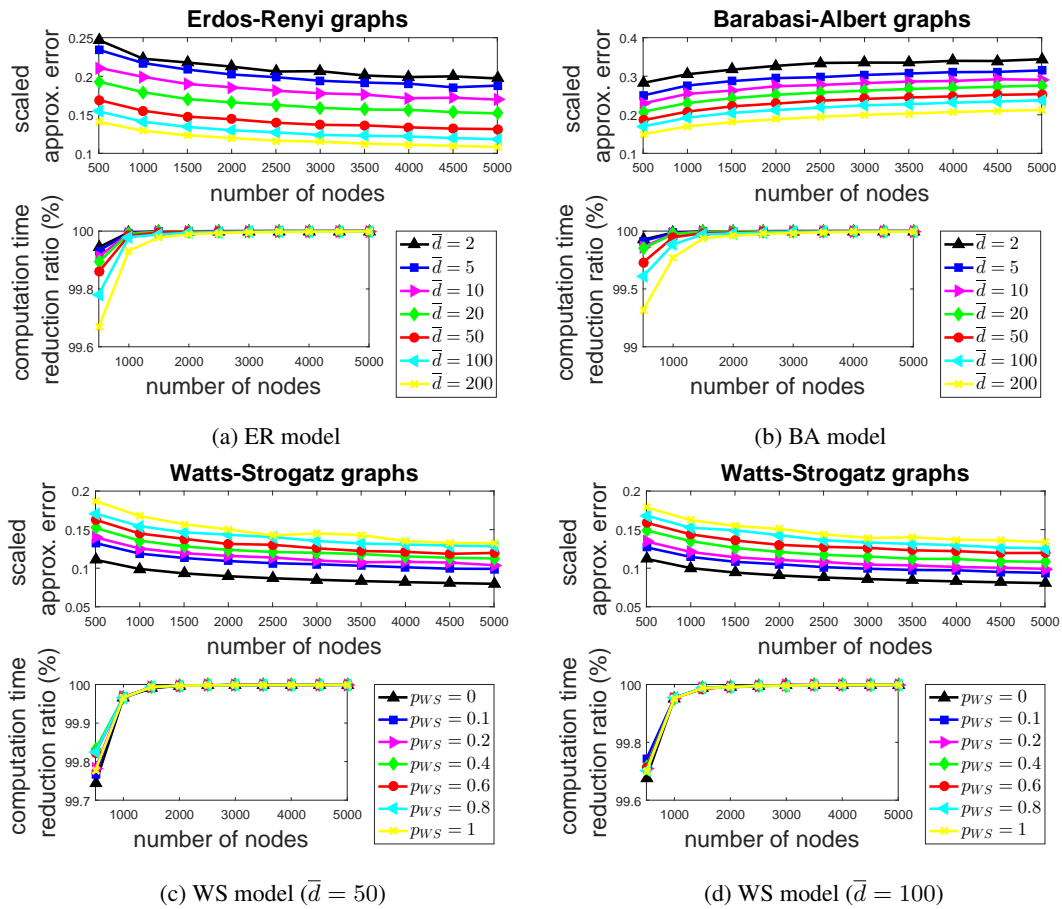 Erdos-Renyi graphs
scaled
approx. error
0.25
0.2
0.15
0.1
500 1000 1500 2000 2500 3000 3500 4000 4500 5000
number of nodes
computation time
reduction ratio (%)
100
99.8
99.6
1000 2000 3000 4000 5000
number of nodes
d̅ = 2
d̅ = 5
d̅ = 10
d̅ = 20
d̅ = 50
d̅ = 100
d̅ = 200
(a) ER model
Barabasi-Albert graphs
scaled
approx. error
0.4
0.3
0.2
0.1
500 1000 1500 2000 2500 3000 3500 4000 4500 5000
number of nodes
computation time
reduction ratio (%)
100
99.5
99
1000 2000 3000 4000 5000
number of nodes
d̅ = 2
d̅ = 5
d̅ = 10
d̅ = 20
d̅ = 50
d̅ = 100
d̅ = 200
(b) BA model
Watts-Strogatz graphs
scaled
approx. error
0.2
0.15
0.1
0.05
500 1000 1500 2000 2500 3000 3500 4000 4500 5000
number of nodes
computation time
reduction ratio (%)
100
99.9
99.8
99.7
1000 2000 3000 4000 5000
number of nodes
p_WS = 0
p_WS = 0.1
p_WS = 0.2
p_WS = 0.4
p_WS = 0.6
p_WS = 0.8
p_WS = 1
(c) WS model (d̅ = 50)
Watts-Strogatz graphs
scaled
approx. error
0.2
0.15
0.1
0.05
500 1000 1500 2000 2500 3000 3500 4000 4500 5000
number of nodes
computation time
reduction ratio (%)
100
99.8
99.6
1000 2000 3000 4000 5000
number of nodes
p_WS = 0
p_WS = 0.1
p_WS = 0.2
p_WS = 0.4
p_WS = 0.6
p_WS = 0.8
p_WS = 1
(d) WS model (d̅ = 100)